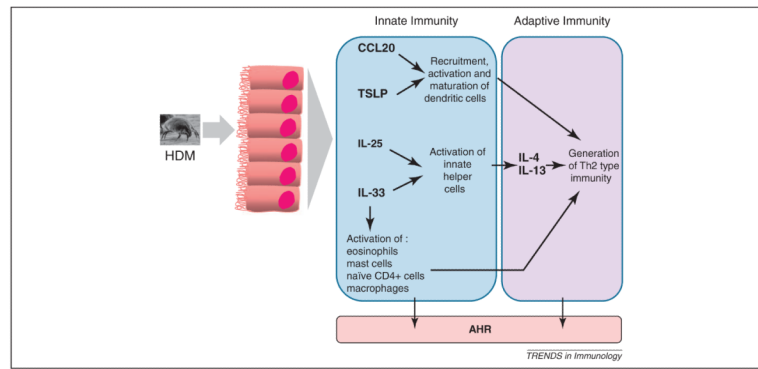 Innate Immunity
Adaptive Immunity
CCL20
TSLP
Recruitment,
activation and
maturation of
dendritic cells
HDM
IL-25
IL-33
Activation of
innate
helper
cells
IL-4
IL-13
Generation
of Th2 type
immunity
Activation of :
eosinophils
mast cells
naïve CD4+ cells
macrophages
AHR
TRENDS in Immunology